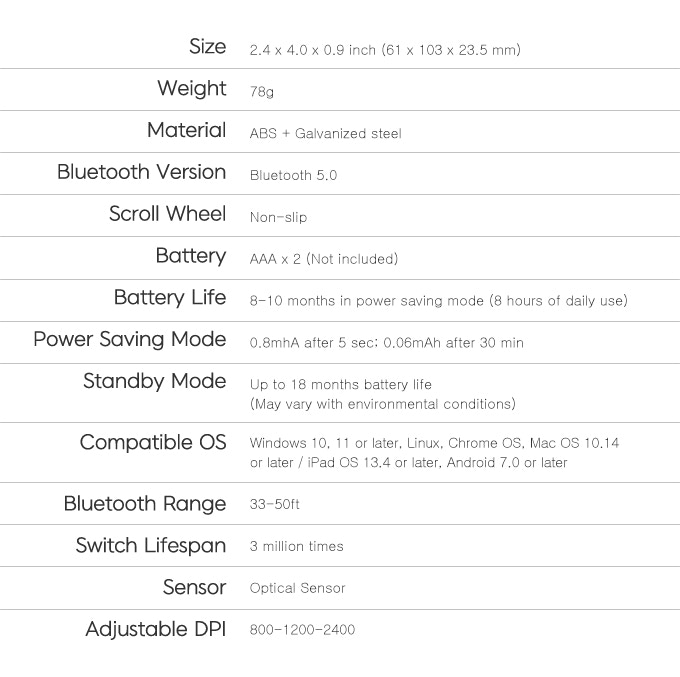 Size 2.4 x 4.0 x 0.9 inch (61 x 103 x 23.5 mm)
Weight 78g
Material ABS + Galvanized steel
Bluetooth Version Bluetooth 5.0
Scroll Wheel Non-slip
Battery AAA x 2 (Not included)
Battery Life 8-10 months in power saving mode (8 hours of daily use)
Power Saving Mode 0.8mhA after 5 sec; 0.06mAh after 30 min
Standby Mode Up to 18 months battery life
(May vary with environmental conditions)
Compatible OS Windows 10, 11 or later, Linux, Chrome OS, Mac OS 10.14
or later / iPad OS 13.4 or later, Android 7.0 or later
Bluetooth Range 33-50ft
Switch Lifespan 3 million times
Sensor Optical Sensor
Adjustable DPI 800-1200-2400